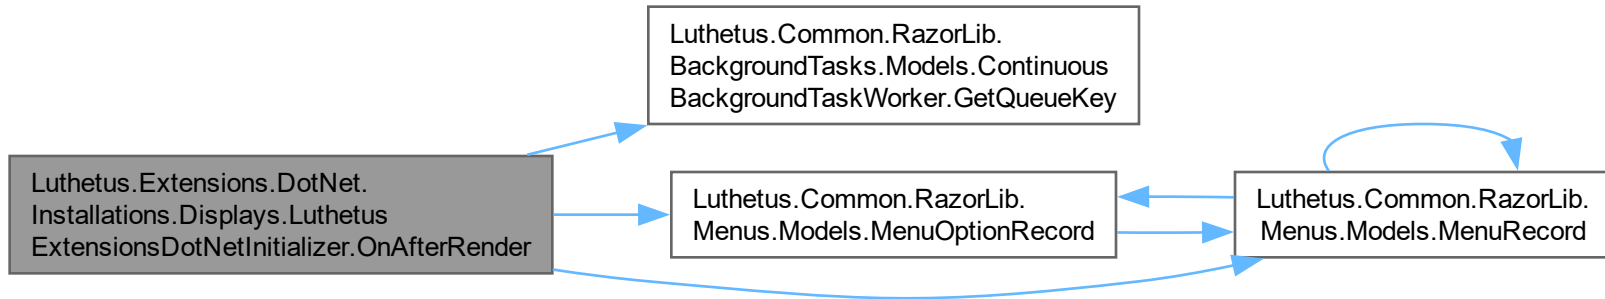 Luthetus.Common.RazorLib.
BackgroundTasks.Models.Continuous
BackgroundTaskWorker.GetQueueKey
Luthetus.Extensions.DotNet.
Installations.Displays.Luthetus
ExtensionsDotNetInitializer.OnAfterRender
Luthetus.Common.RazorLib.
Menus.Models.MenuOptionRecord
Luthetus.Common.RazorLib.
Menus.Models.MenuRecord